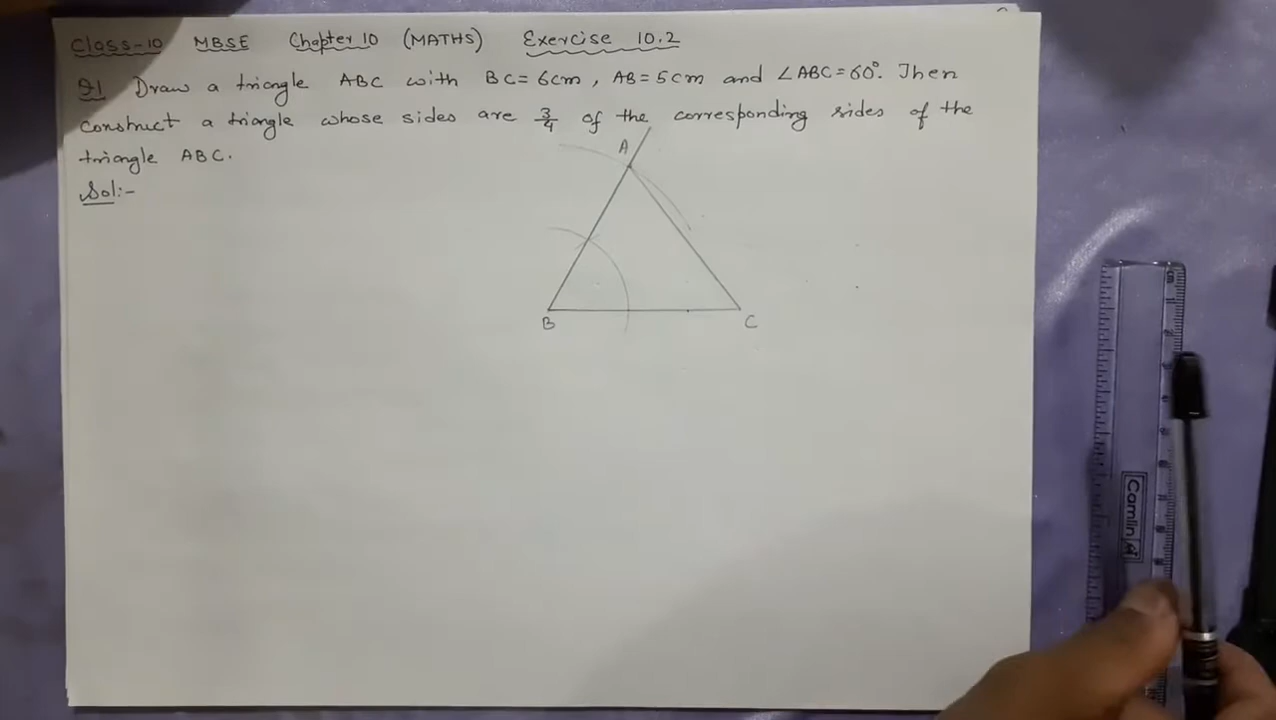 Class-10 MBSE Chapter 10 (MATHS) Exercise 10.2
Q1 Draw a triangle ABC with BC = 6cm, AB = 5cm and ∠ABC = 60°. Then
construct a triangle whose sides are 3/4 of the corresponding sides of the
triangle ABC.
Sol:-
A
B C
cm
Camlin